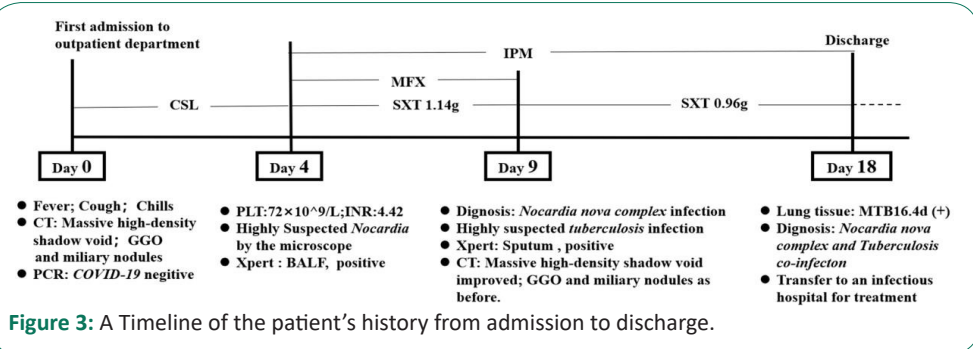 First admission to
outpatient department
Discharge
IPM
MFX
CSL
SXT 1.14g
SXT 0.96g
Day 0
Day 4
Day 9
Day 18
● Fever; Cough; Chills
● CT: Massive high-density
shadow void; GGO
and miliary nodules
● PCR: COVID-19 negitive
● PLT:72×10^9/L;INR:4.42
● Highly Suspected Nocardia
by the microscope
● Xpert : BALF, positive
● Dignosis: Nocardia nova complex infection
● Highly suspected tuberculosis infection
● Xpert: Sputum , positive
● CT: Massive high-density shadow void
improved; GGO and miliary nodules as
before.
● Lung tissue: MTB16.4d (+)
● Dignosis: Nocardia nova
complex and Tuberculosis
co-infecton
● Transfer to an infectious
hospital for treatment
Figure 3: A Timeline of the patient's history from admission to discharge.